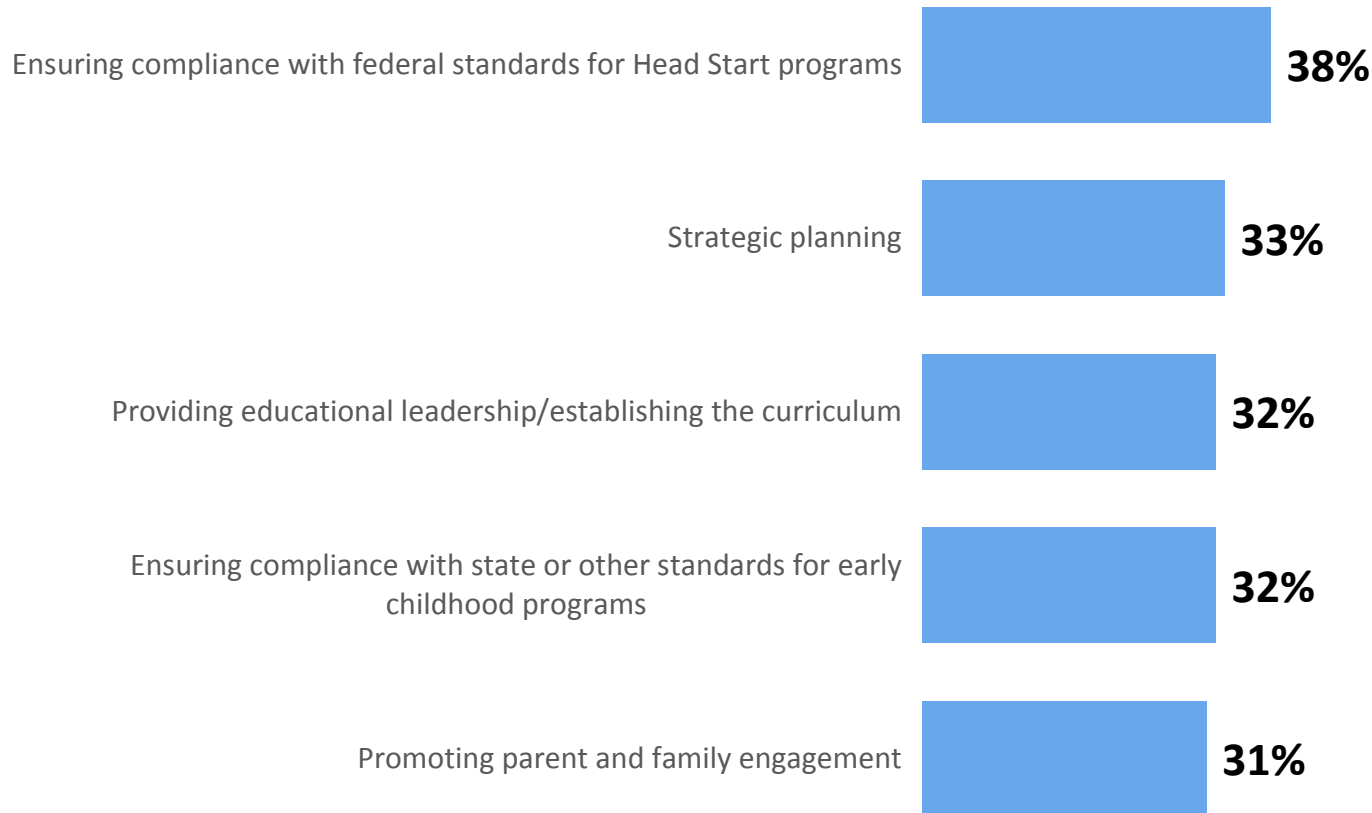 Ensuring compliance with federal standards for Head Start programs
38%
Strategic planning
33%
Providing educational leadership/establishing the curriculum
32%
Ensuring compliance with state or other standards for early
childhood programs
32%
Promoting parent and family engagement
31%